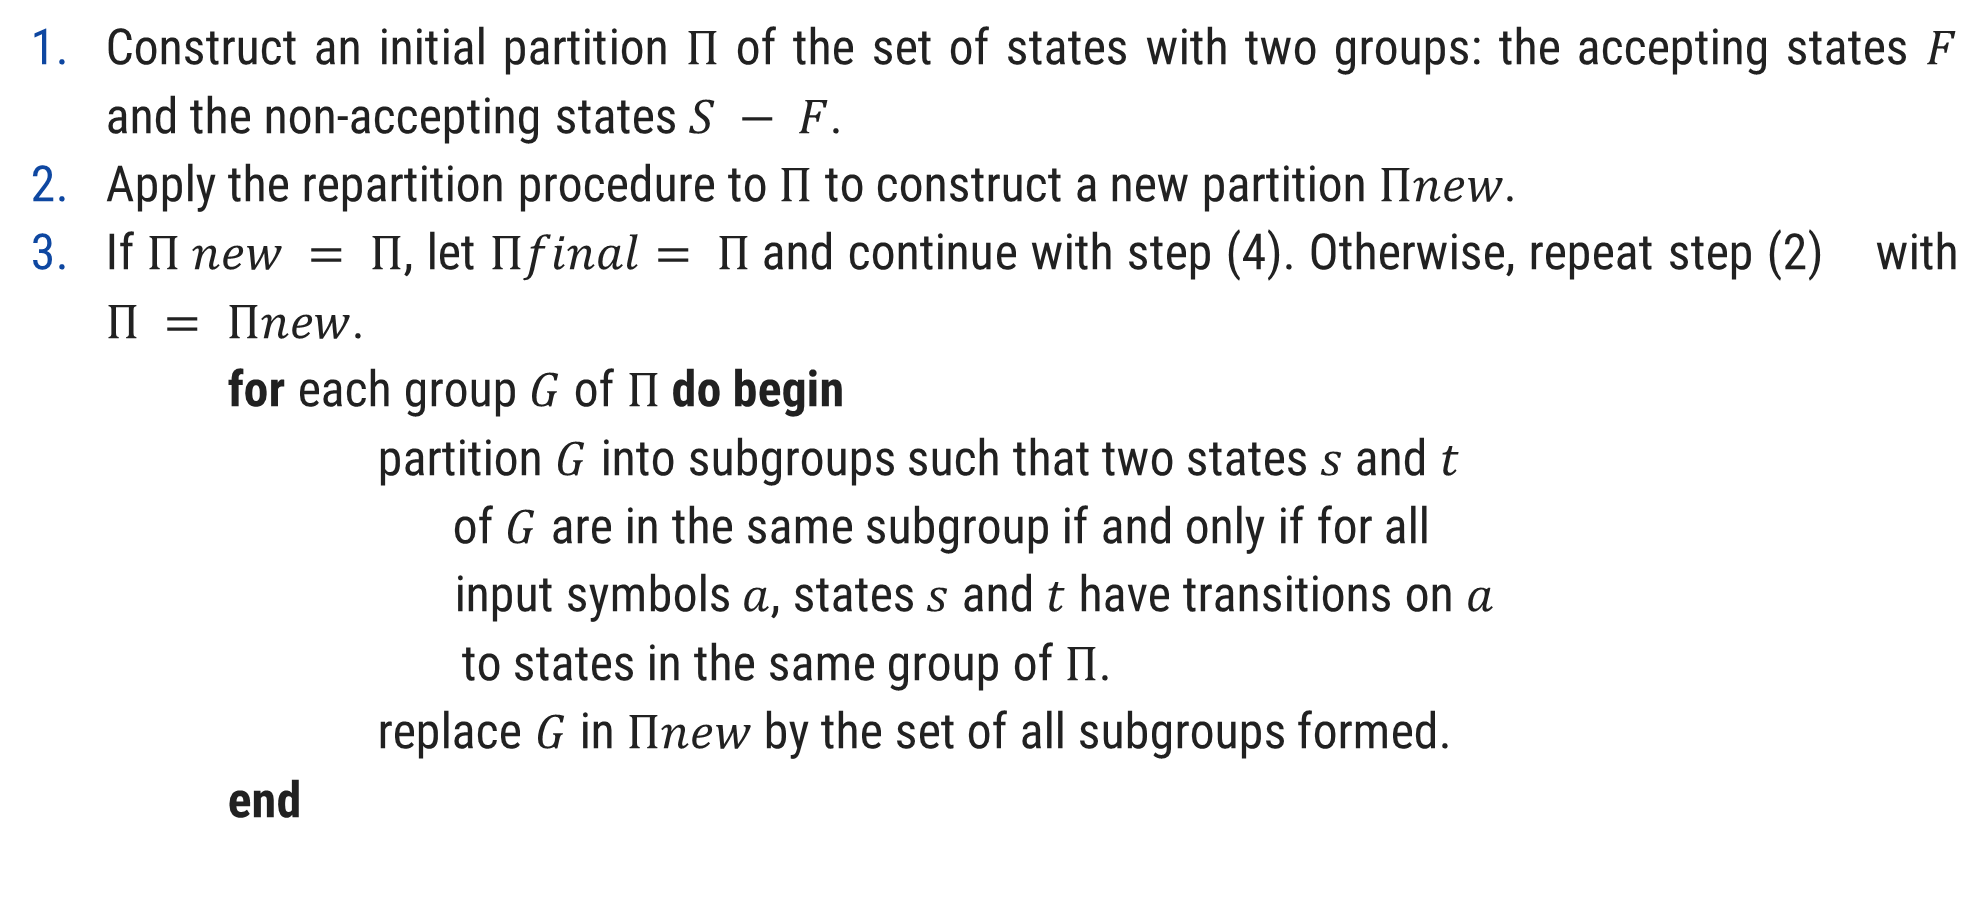 1. Construct an initial partition Π of the set of states with two groups: the accepting states F
and the non-accepting states S − F.
2. Apply the repartition procedure to Π to construct a new partition Πnew.
3. If Π new = Π, let Πfinal = Π and continue with step (4). Otherwise, repeat step (2) with
Π = Πnew.
for each group G of Π do begin
partition G into subgroups such that two states s and t
of G are in the same subgroup if and only if for all
input symbols a, states s and t have transitions on a
to states in the same group of Π.
replace G in Πnew by the set of all subgroups formed.
end